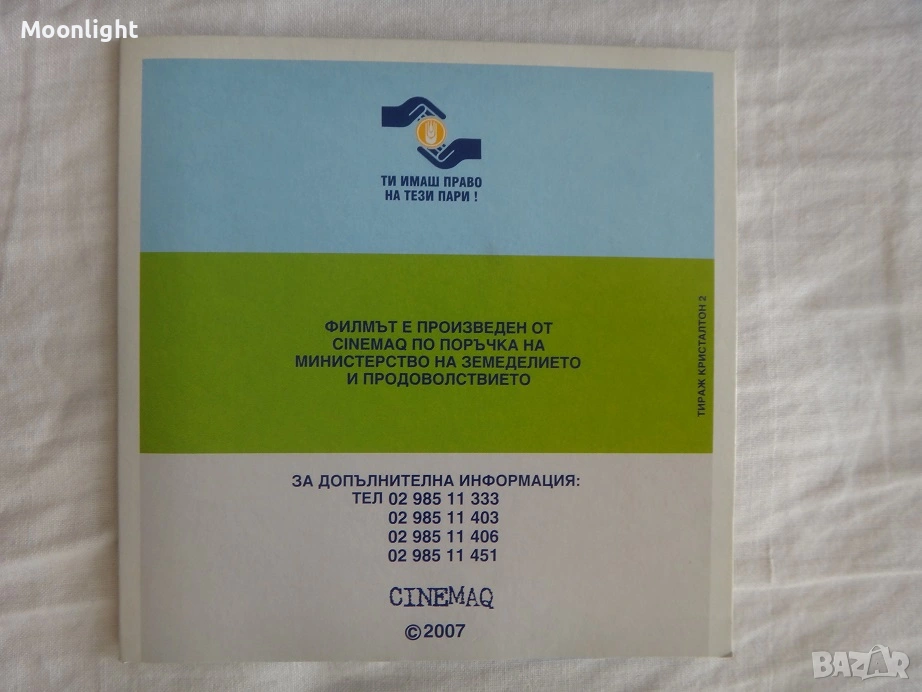 Moonlight
ТИ ИМАШ ПРАВО
НА ТЕЗИ ПАРИ !
ФИЛМЪТ Е ПРОИЗВЕДЕН ОТ
CINEMAQ ПО ПОРЪЧКА НА
МИНИСТЕРСТВО НА ЗЕМЕДЕЛИЕТО
И ПРОДОВОЛСТВИЕТО
ТИРАЖ КРИСТАЛТОН 2
ЗА ДОПЪЛНИТЕЛНА ИНФОРМАЦИЯ:
ТЕЛ 02 985 11 333
02 985 11 403
02 985 11 406
02 985 11 451
CINEMAQ
©2007
BAZAR